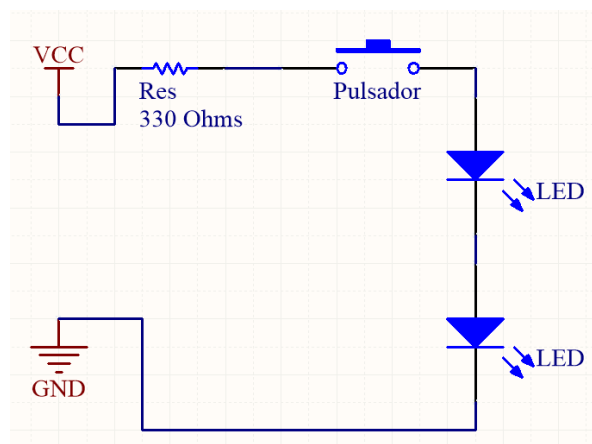 VCC
Res
330 Ohms
Pulsador
LED
LED
GND